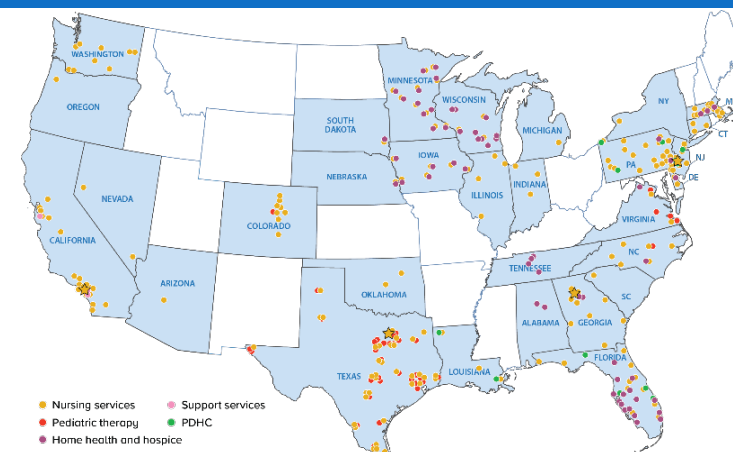 WASHINGTON
OREGON
NEVADA
CALIFORNIA
ARIZONA
COLORADO
SOUTH
DAKOTA
NEBRASKA
MINNESOTA
WISCONSIN
IOWA
ILLINOIS
INDIANA
MICHIGAN
NY
M
CT
PA
NJ
DE
VIRGINIA
NC
SC
TENNESSEE
ALABAMA
GEORGIA
FLORIDA
OKLAHOMA
TEXAS
LOUISIANA
Nursing services
Support services
Pediatric therapy
PDHC
Home health and hospice